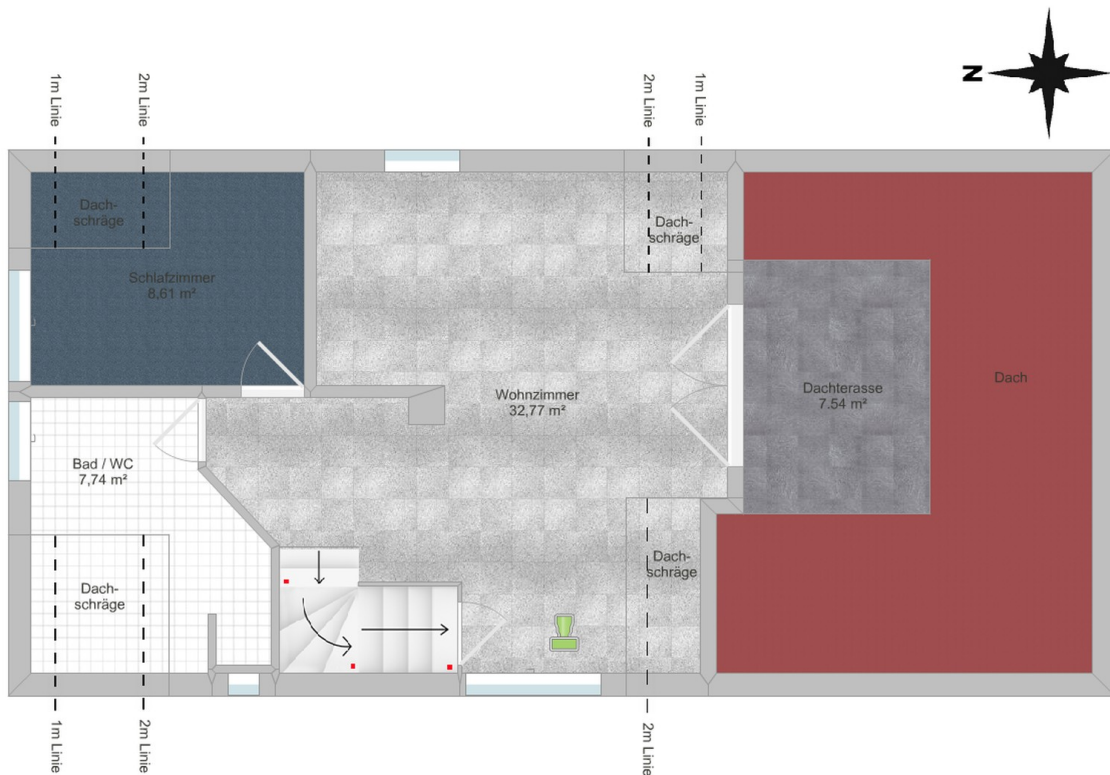 N
1m Linie
2m Linie
2m Linie
1m Linie
Dach-
schräge
Schlafzimmer
8,61 m²
Dach-
schräge
Wohnzimmer
32,77 m²
Dachterasse
7.54 m²
Dach
Bad / WC
7,74 m²
Dach-
schräge
Dach-
schräge
1m Linie
2m Linie
2m Linie